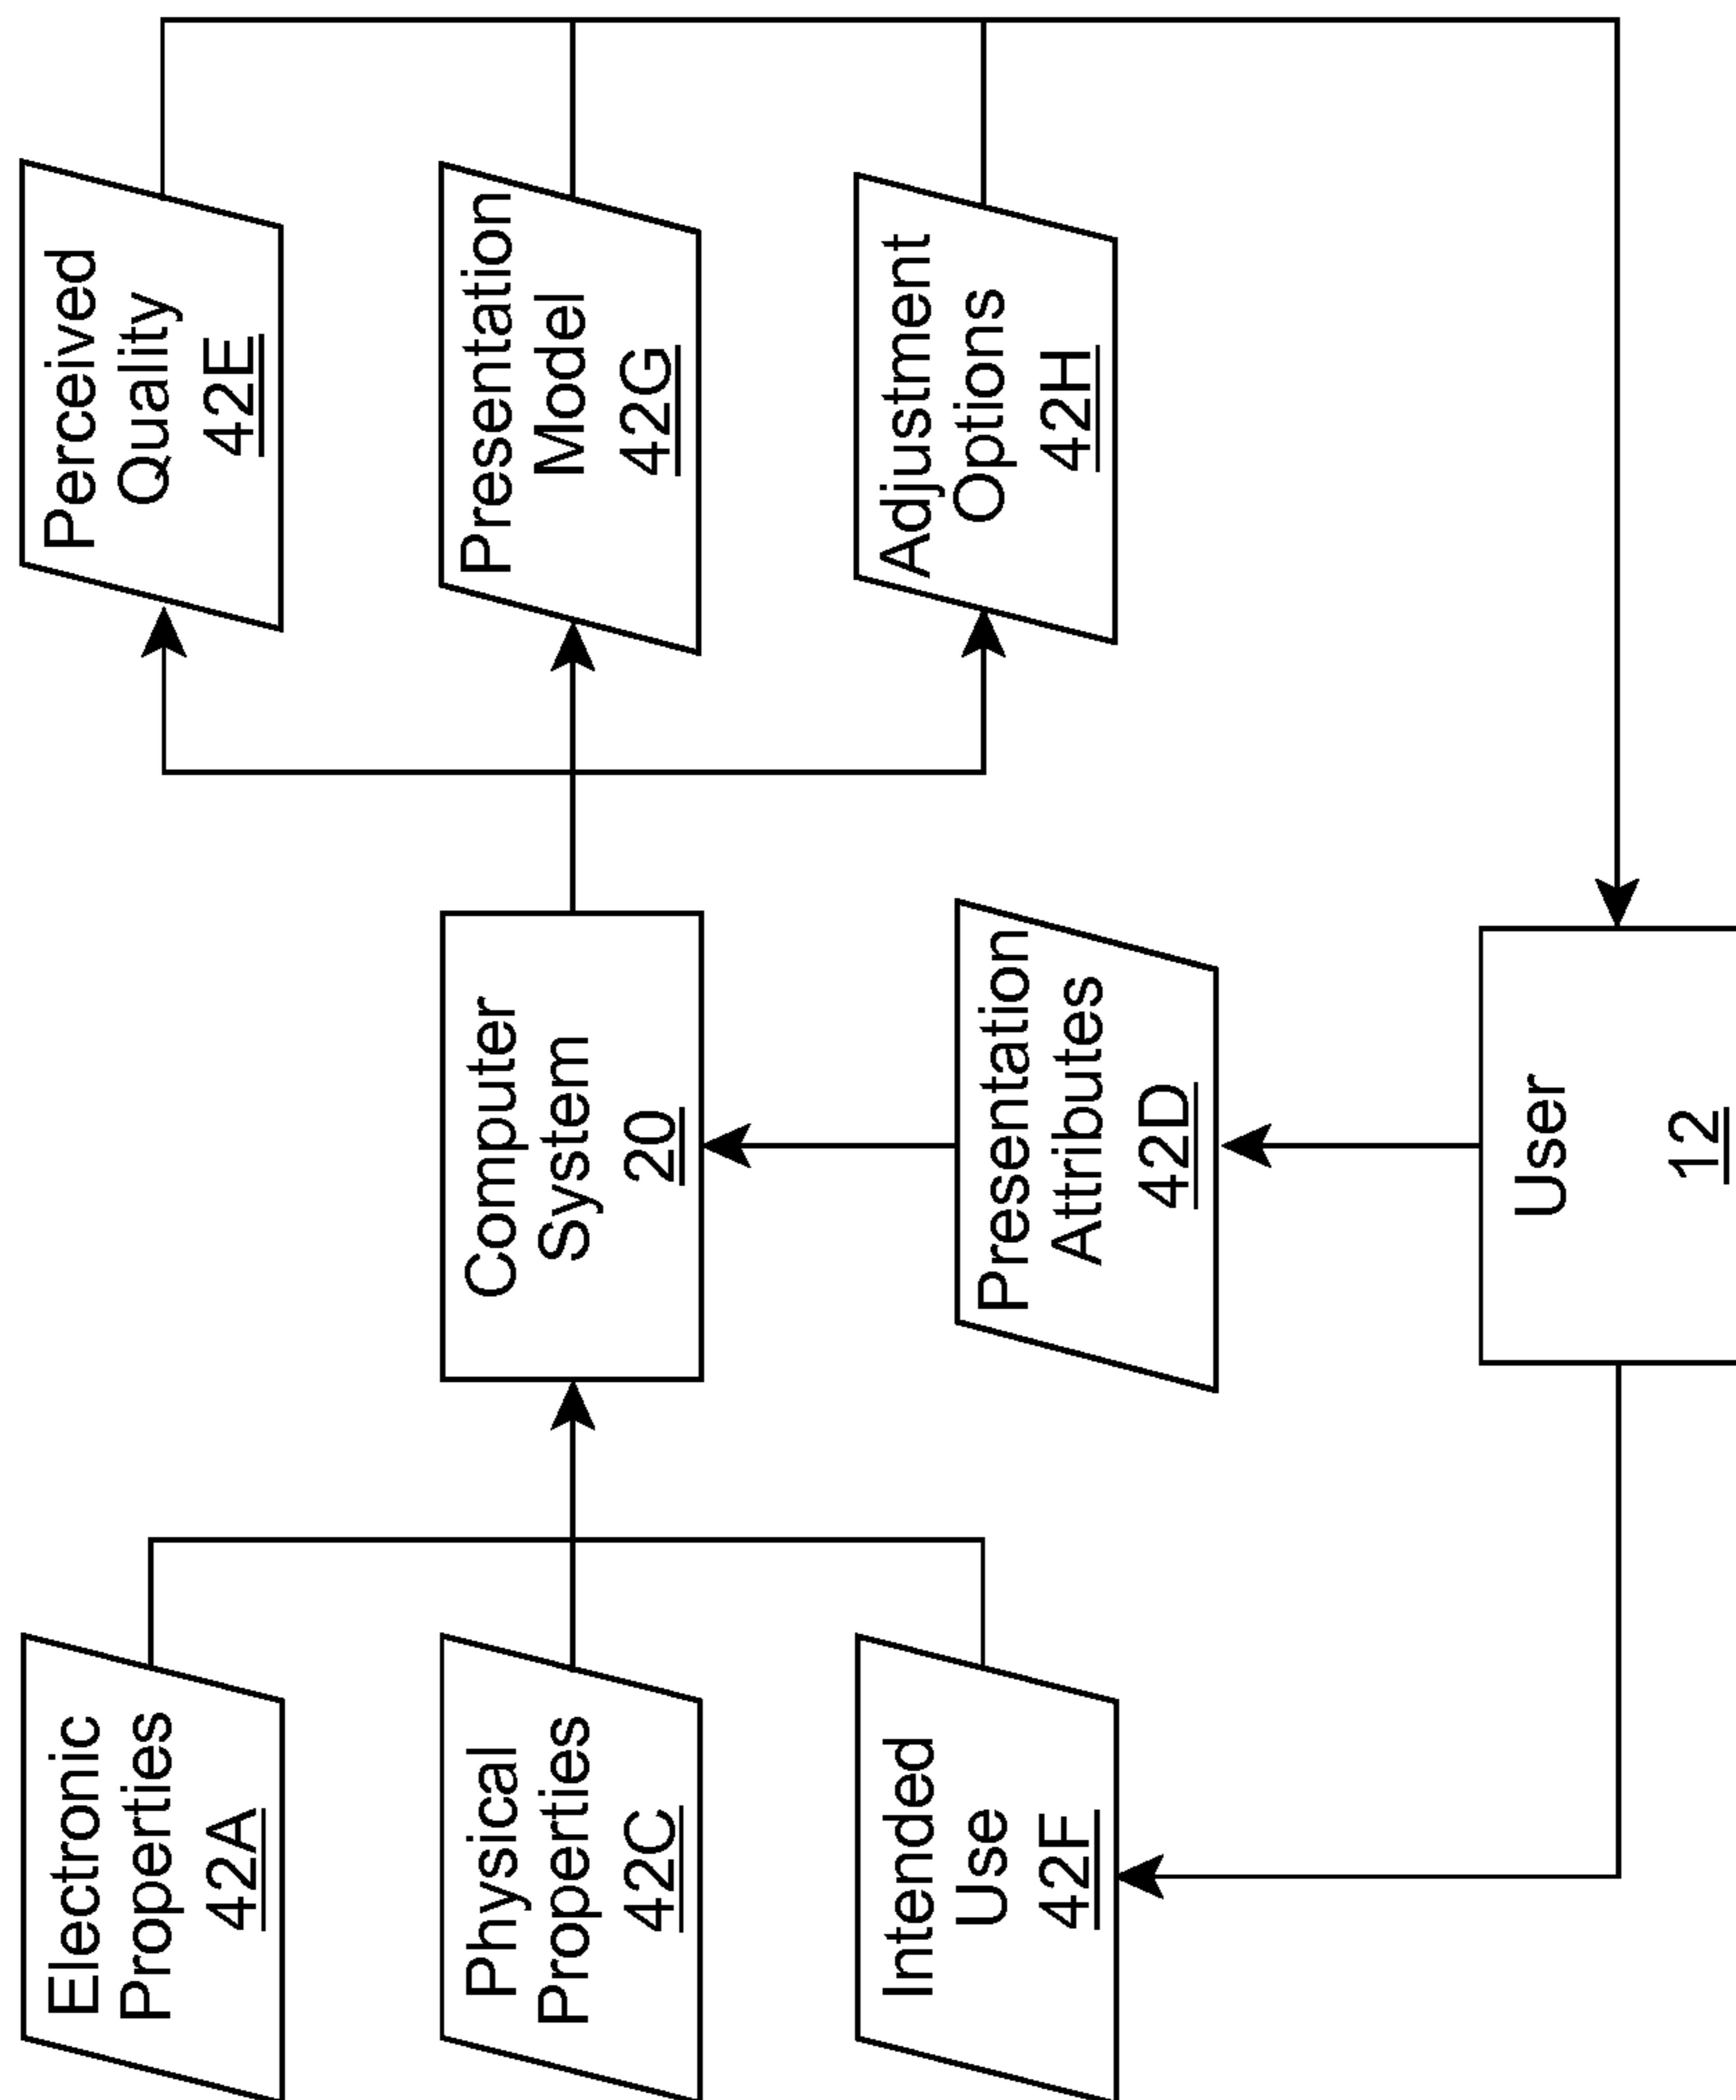 Electronic
Properties
42A
Physical
Properties
42C
Intended
Use
42F
Computer
System
20
Presentation
Attributes
42D
User
12
Perceived
Quality
42E
Presentation
Model
42G
Adjustment
Options
42H